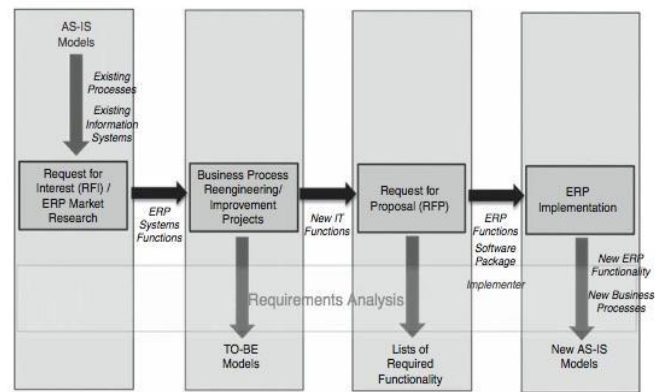 AS-IS
Models
Existing
Processes
Existing
Information
Systems
Request for
Interest (RFI) /
ERP Market
Research
ERP
Systems
Functions
Business Process
Reengineering/
Improvement
Projects
New IT
Functions
Request for
Proposal (RFP)
ERP
Functions
Software
Package
Implementer
ERP
Implementation
New ERP
Functionality
New Business
Processes
Requirements Analysis
TO-BE
Models
Lists of
Required
Functionality
New AS-IS
Models